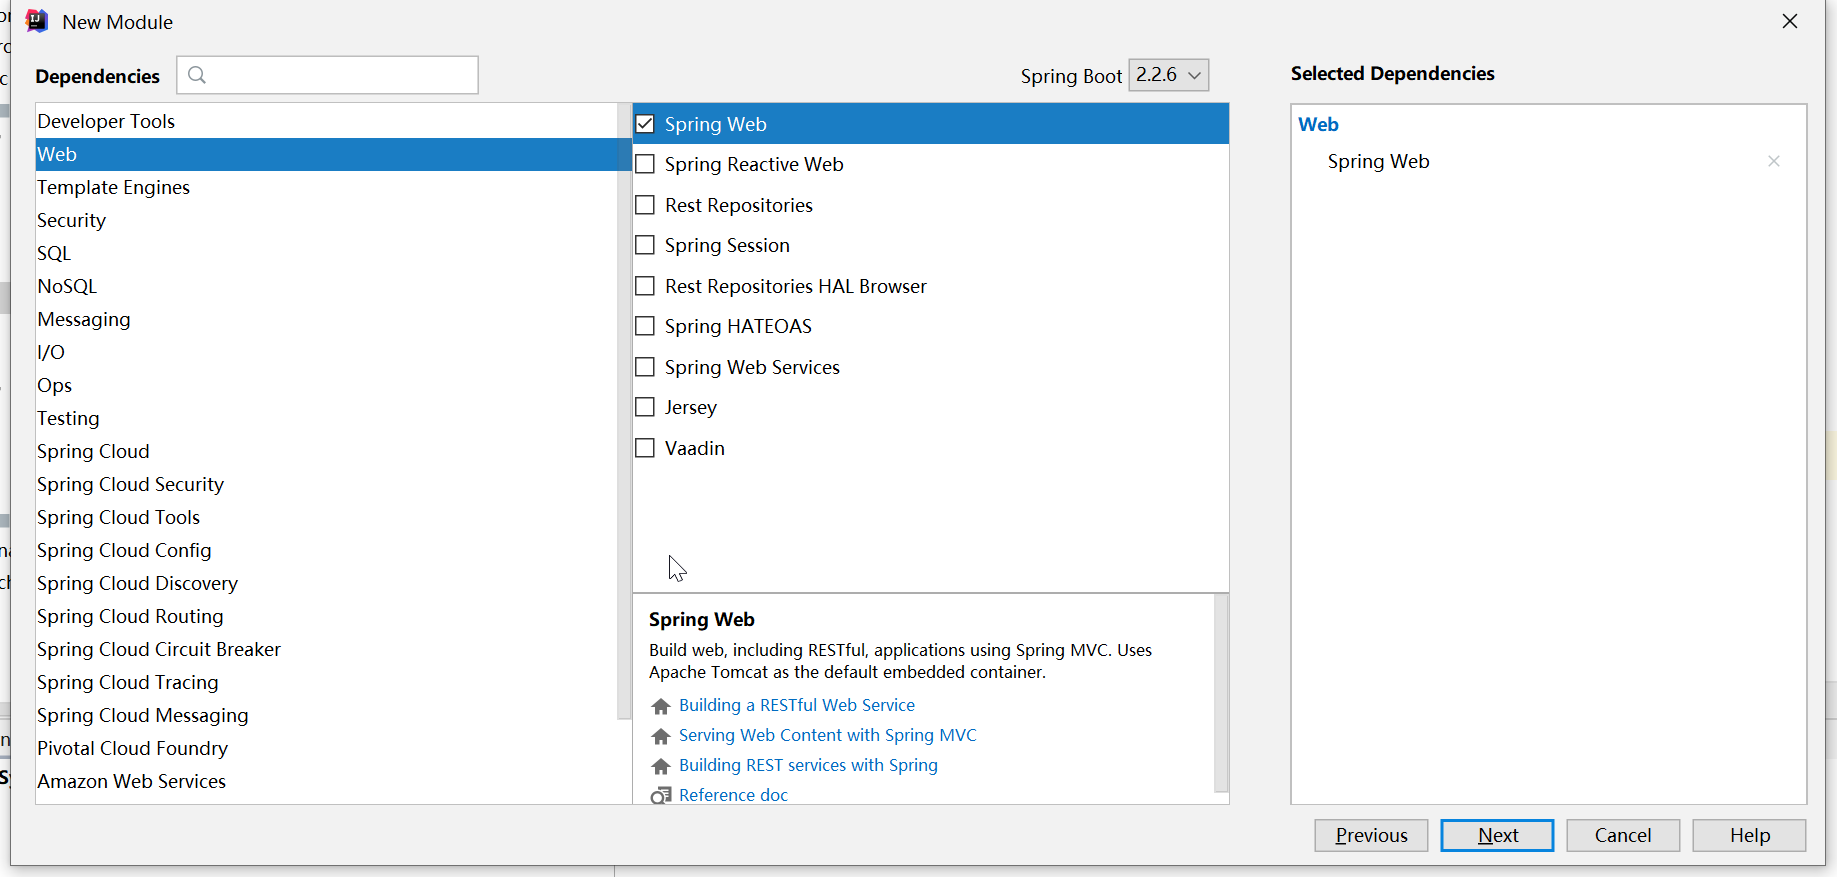 New Module
Dependencies
Spring Boot 2.2.6
Selected Dependencies
Developer Tools
Web
Template Engines
Security
SQL
NoSQL
Messaging
I/O
Ops
Testing
Spring Cloud
Spring Cloud Security
Spring Cloud Tools
Spring Cloud Config
Spring Cloud Discovery
Spring Cloud Routing
Spring Cloud Circuit Breaker
Spring Cloud Tracing
Spring Cloud Messaging
Pivotal Cloud Foundry
Amazon Web Services
Spring Web
Spring Reactive Web
Rest Repositories
Spring Session
Rest Repositories HAL Browser
Spring HATEOAS
Spring Web Services
Jersey
Vaadin
Spring Web
Build web, including RESTful, applications using Spring MVC. Uses
Apache Tomcat as the default embedded container.
Building a RESTful Web Service
Serving Web Content with Spring MVC
Building REST services with Spring
Reference doc
Web
Spring Web
Previous
Next
Cancel
Help